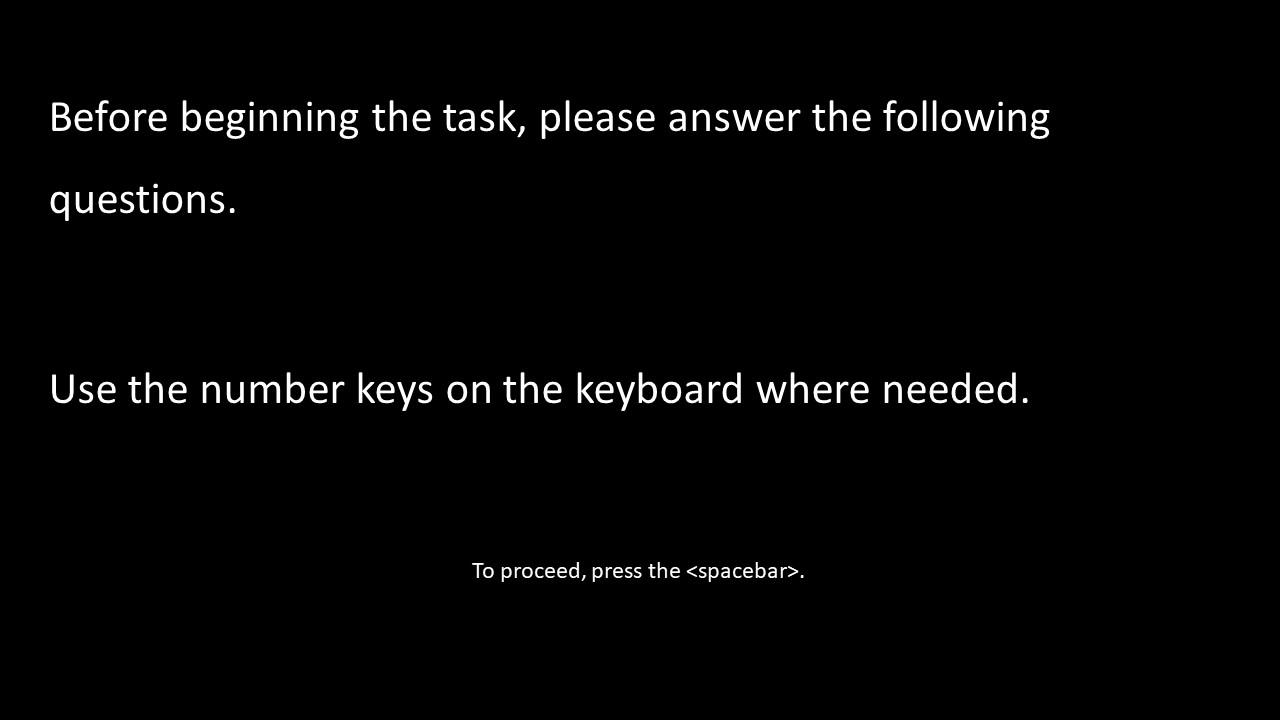 Before beginning the task, please answer the following
questions.
Use the number keys on the keyboard where needed.
To proceed, press the <spacebar>.